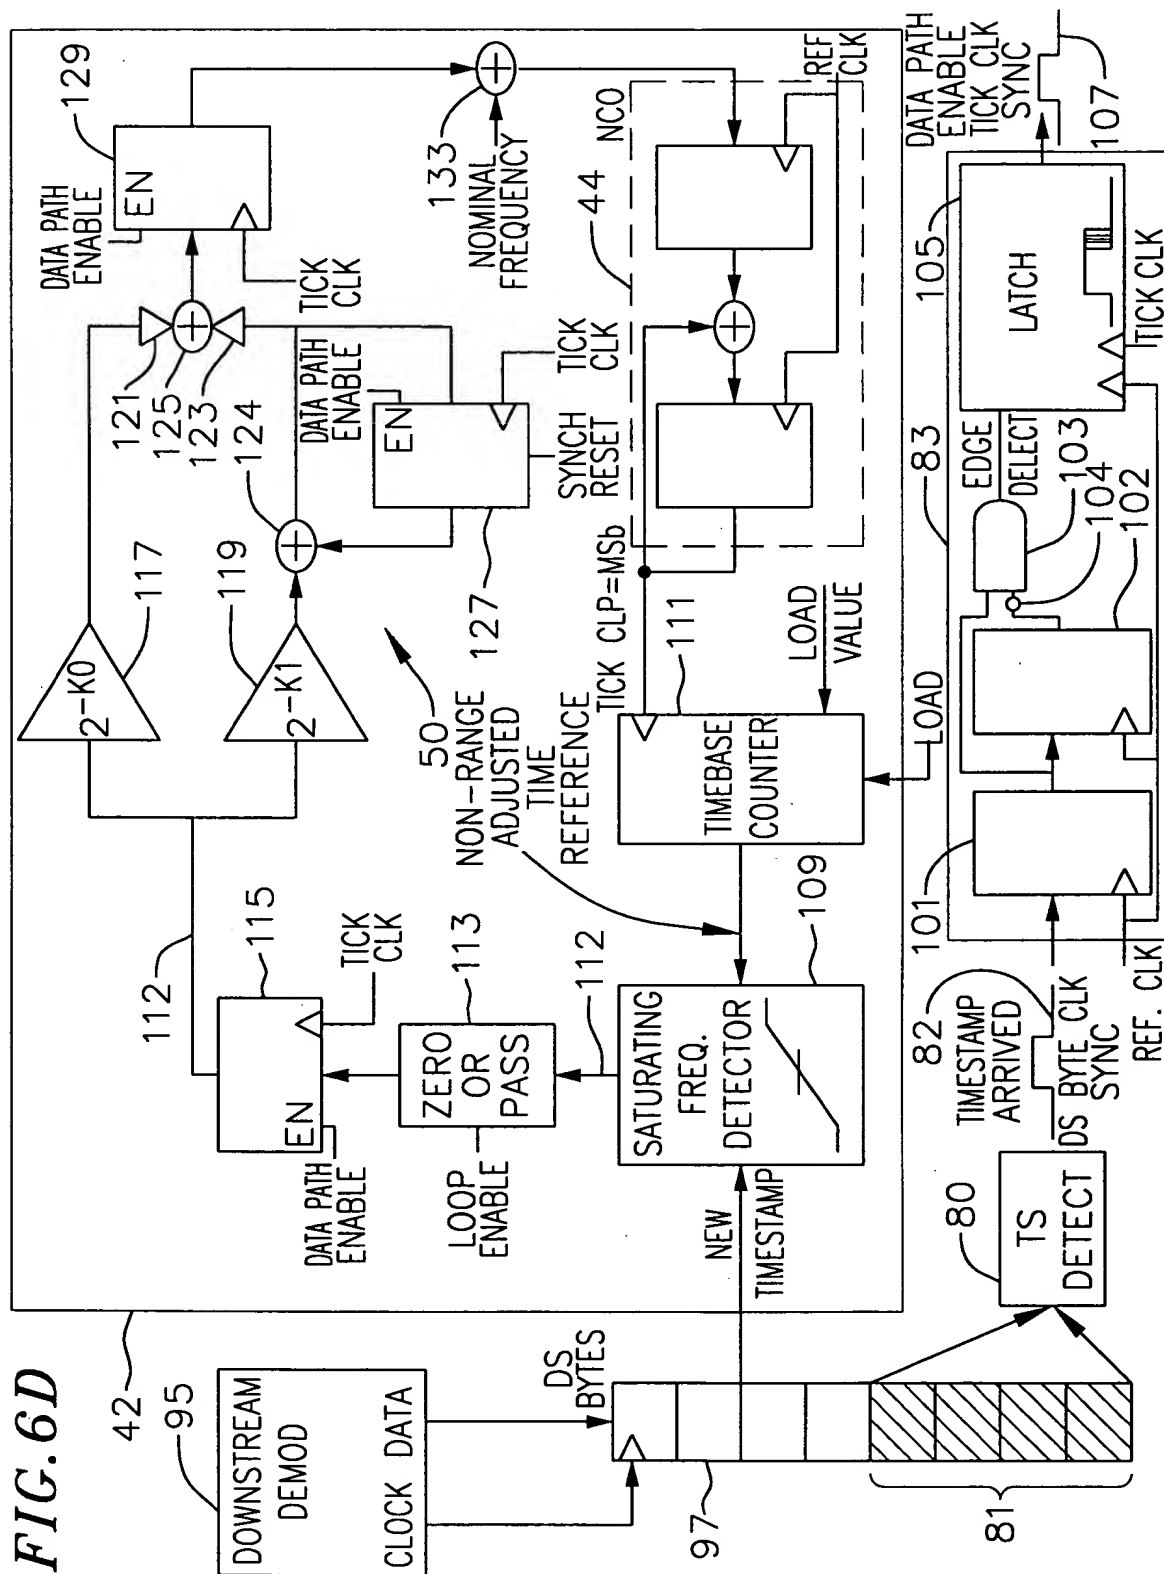 FIG. 6D
42
95
DOWNSTREAM
DEMOD
CLOCK DATA
DS
BYTES
97
81
NEW
TIMESTAMP
SATURATING
FREQ.
DETECTOR
109
112
LOOP
ENABLE
ZERO
OR
PASS
113
DATA PATH
ENABLE
EN
115
TICK
CLK
112
2-K0
117
2-K1
119
50
NON-RANGE
ADJUSTED
TIME
REFERENCE
TIMEBASE
COUNTER
111
LOAD
VALUE
LOAD
TICK CLP=MSb
121
125
123
124
127
DATA PATH
ENABLE
EN
TICK
CLK
SYNCH
RESET
DATA PATH
ENABLE
EN
129
TICK
CLK
133
NOMINAL
FREQUENCY
44
NCO
REF
CLK
80
TS
DETECT
82
TIMESTAMP
ARRIVED
DS BYTE CLK
SYNC
REF. CLK
101
83
EDGE
DELECT
103
104
102
105
LATCH
TICK CLK
DATA PATH
ENABLE
TICK CLK
SYNC
107